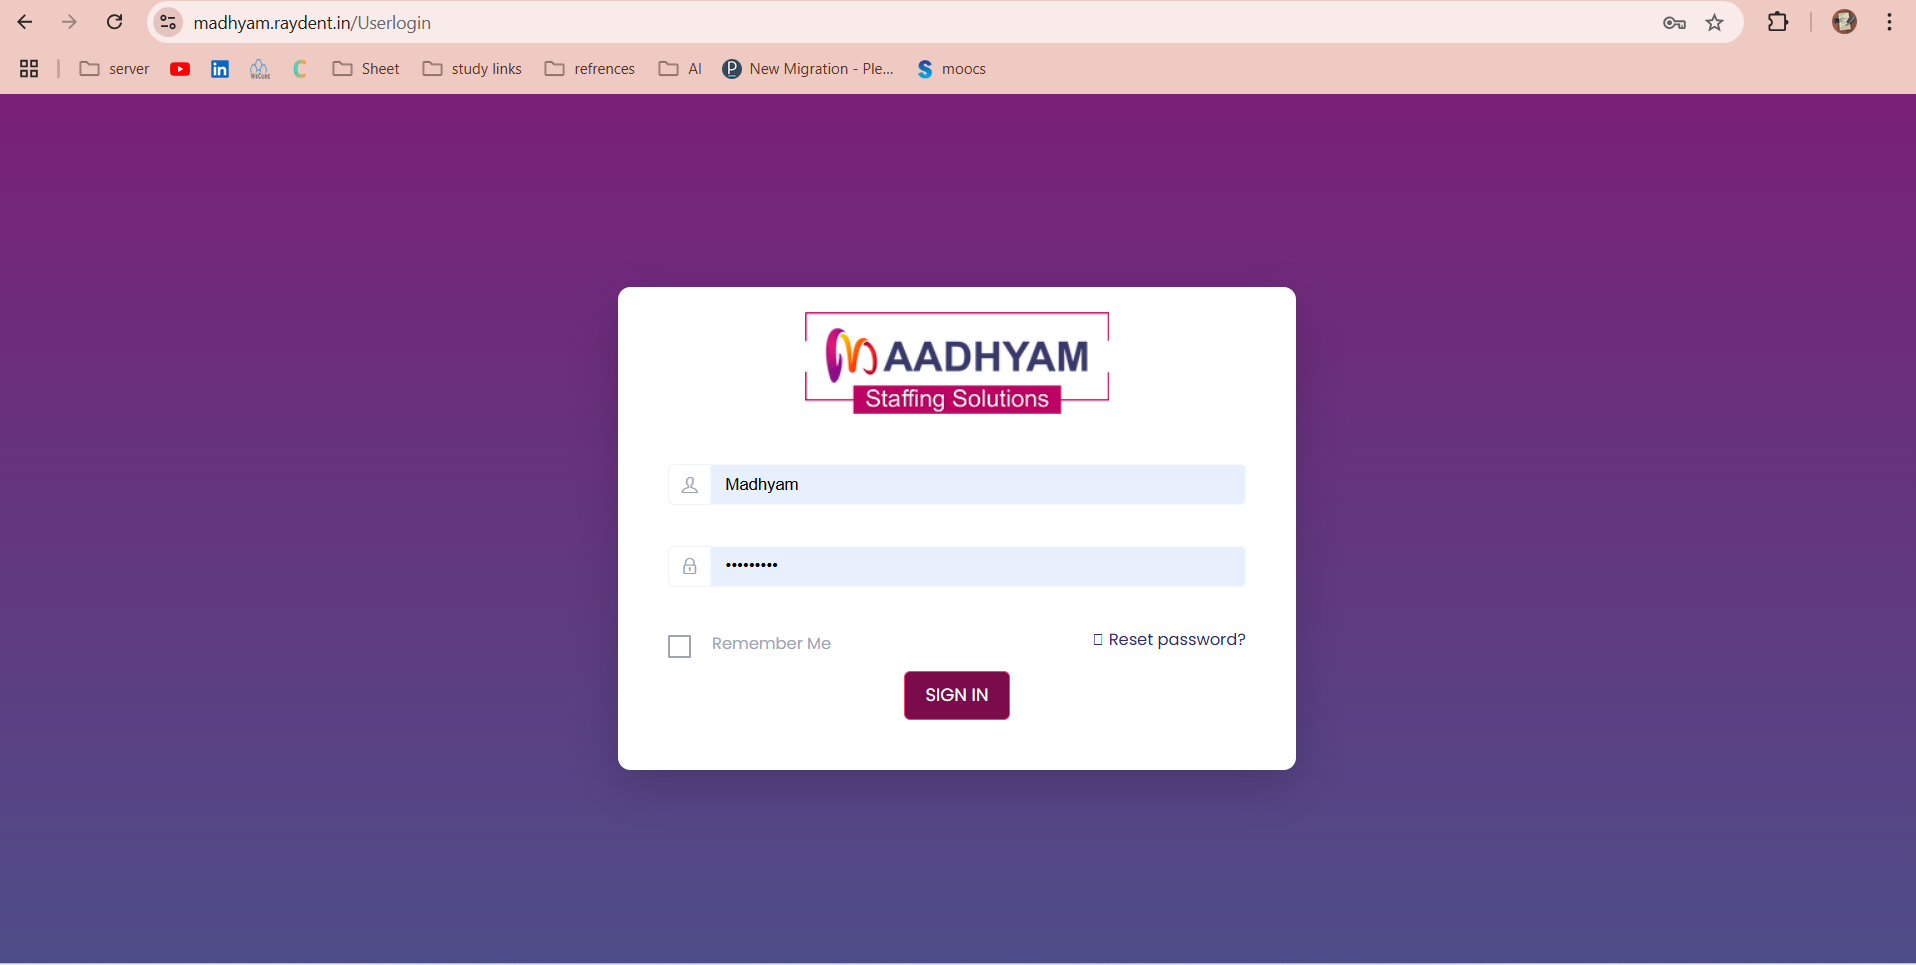 madhyam.raydent.in/Userlogin
server
Sheet
study links
refrences
AI
New Migration - Ple...
moocs
AADHYAM
Staffing Solutions
Madhyam
•••••••••
Remember Me
Reset password?
SIGN IN